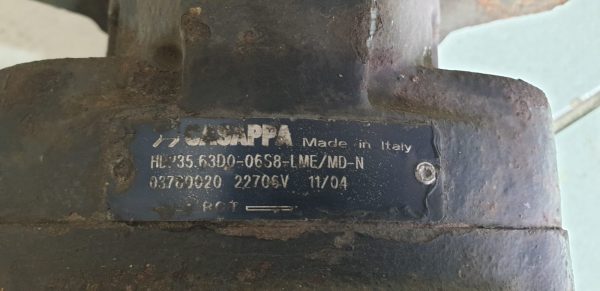 CASAPPA Made in Italy
HDP35.63D0-06S8-LME/MD-N
03760020 22706V 11/04
ROT